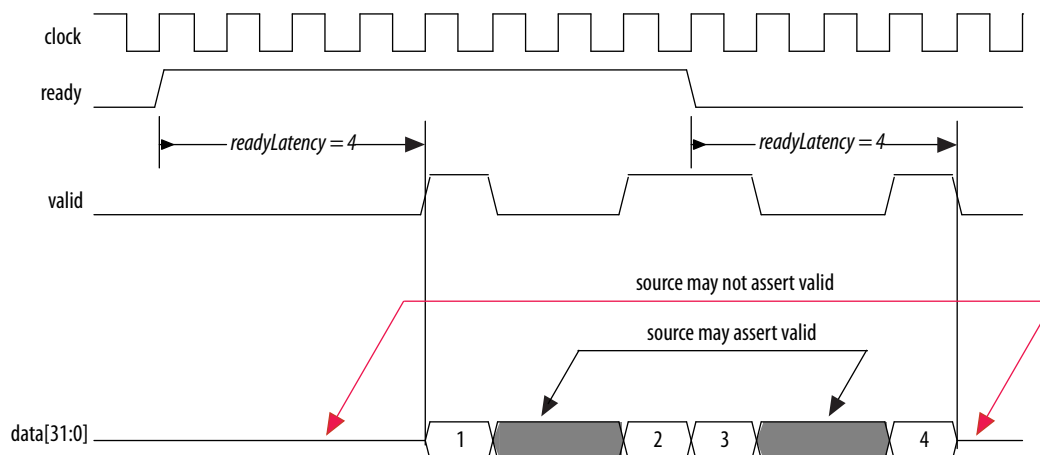 clock
ready
readyLatency = 4 readyLatency = 4
valid
source may not assert valid
source may assert valid
data[31:0] 1 2 3 4